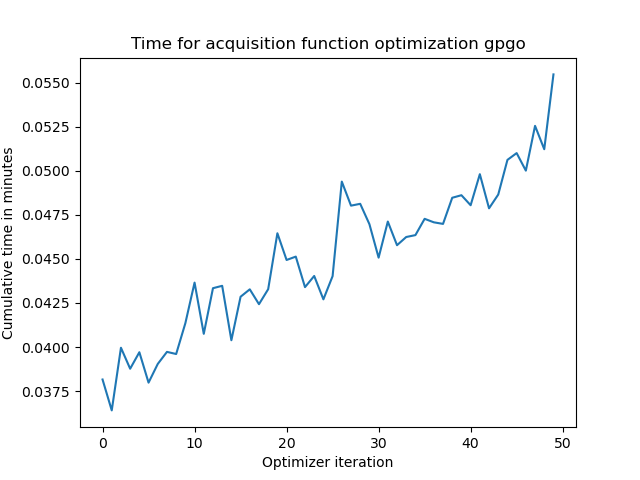 Time for acquisition function optimization gpgo
Cumulative time in minutes
0.0550
0.0525
0.0500
0.0475
0.0450
0.0425
0.0400
0.0375
0 10 20 30 40 50
Optimizer iteration